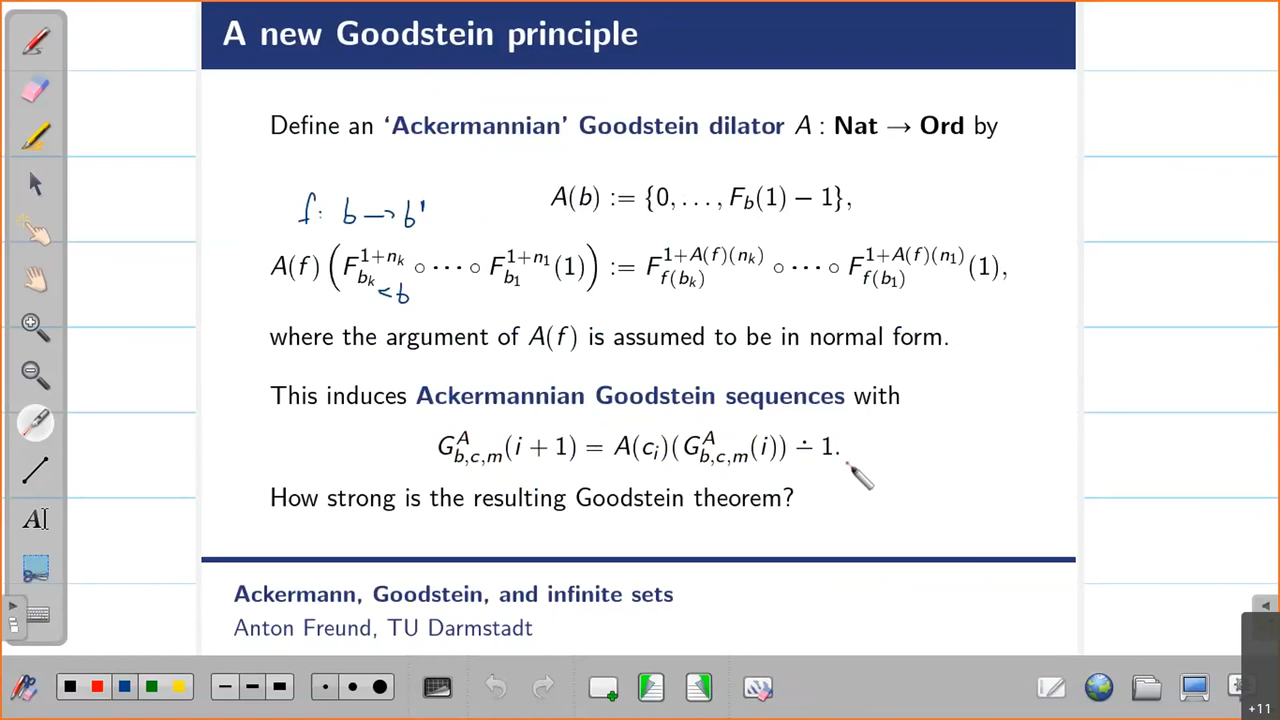 A new Goodstein principle
Define an ‘Ackermannian’ Goodstein dilator A : Nat → Ord by
f: b → b'
A(b) := {0, . . . , F_b(1) − 1},
A(f) (F_{b_k}^{1+n_k} ∘ ⋯ ∘ F_{b_1}^{1+n_1}(1)) := F_{f(b_k)}^{1+A(f)(n_k)} ∘ ⋯ ∘ F_{f(b_1)}^{1+A(f)(n_1)}(1),
< b
where the argument of A(f) is assumed to be in normal form.
This induces Ackermannian Goodstein sequences with
G^A_{b,c,m}(i + 1) = A(c_i)(G^A_{b,c,m}(i)) ∸ 1.
How strong is the resulting Goodstein theorem?
Ackermann, Goodstein, and infinite sets
Anton Freund, TU Darmstadt
A
+11